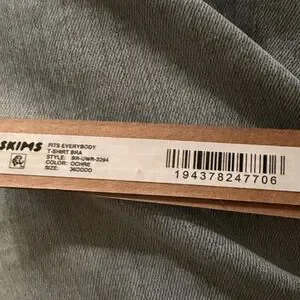 SKIMS
FITS EVERYBODY
T-SHIRT BRA
STYLE: BR-UWR-2294
COLOR: OCHRE
SIZE: 36DDDD
194378247706